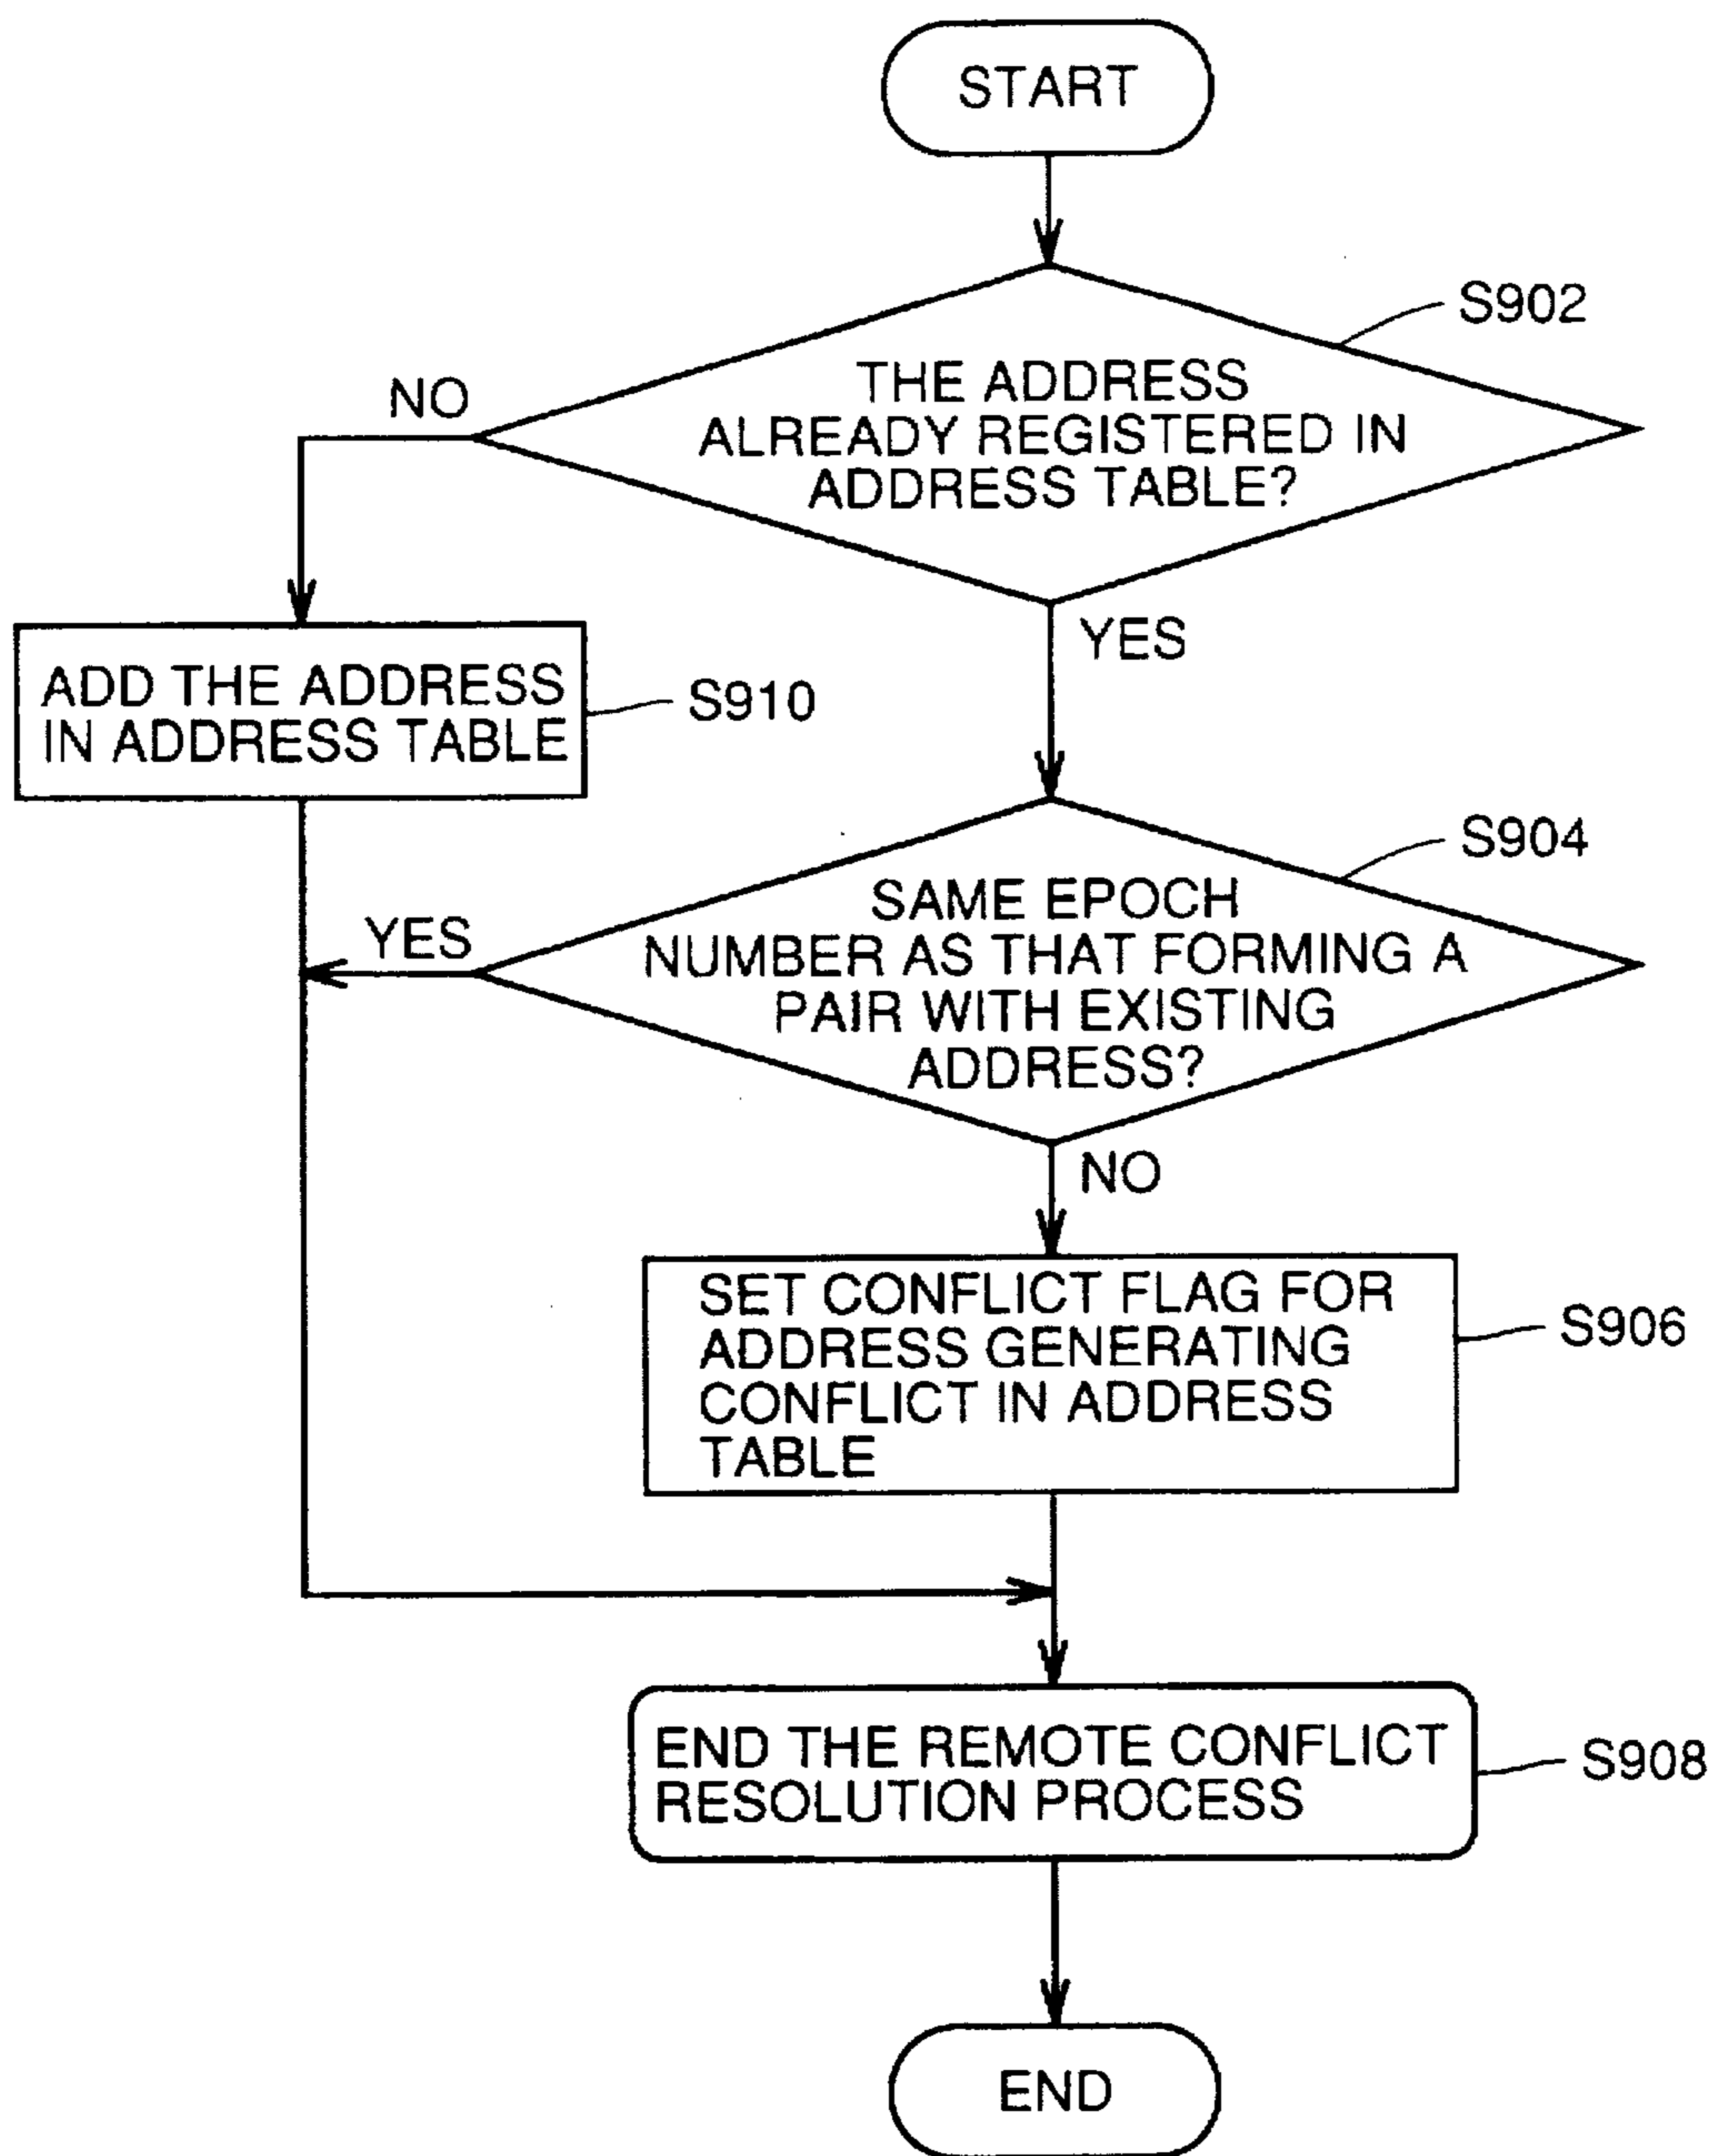 START
S902
NO
THE ADDRESS
ALREADY REGISTERED IN
ADDRESS TABLE?
YES
ADD THE ADDRESS
IN ADDRESS TABLE
S910
S904
YES
SAME EPOCH
NUMBER AS THAT FORMING A
PAIR WITH EXISTING
ADDRESS?
NO
SET CONFLICT FLAG FOR
ADDRESS GENERATING
CONFLICT IN ADDRESS
TABLE
S906
END THE REMOTE CONFLICT
RESOLUTION PROCESS
S908
END